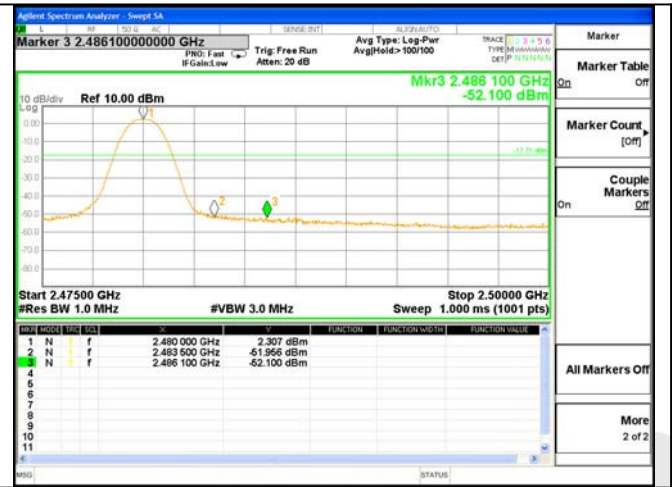 Agilent Spectrum Analyzer - Swept SA
L RF 50 Ω AC SENSE:INT ALIGNAUTO
Marker 3 2.486100000000 GHz
PNO: Fast
IFGain:Low
Trig: Free Run
Atten: 20 dB
Avg Type: Log-Pwr
Avg|Hold:>100/100
TRACE 1 2 3 4 5 6
TYPE
DET P N N N N N
Mkr3 2.486 100 GHz
-52.100 dBm
10 dB/div Ref 10.00 dBm
Log
0.00
-10.0
-20.0
-30.0
-40.0
-50.0
-60.0
-70.0
-80.0
1
2
3
Start 2.47500 GHz Stop 2.50000 GHz
#Res BW 1.0 MHz #VBW 3.0 MHz Sweep 1.000 ms (1001 pts)
MKR MODE TRC SCL X Y FUNCTION FUNCTION WIDTH FUNCTION VALUE
1 N 1 f 2.480 000 GHz 2.307 dBm
2 N 1 f 2.483 500 GHz -51.956 dBm
3 N 1 f 2.486 100 GHz -52.100 dBm
4
5
6
7
8
9
10
11
MSG STATUS
Marker
Marker Table
On Off
Marker Count
[Off]
Couple
Markers
On Off
All Markers Off
More
2 of 2